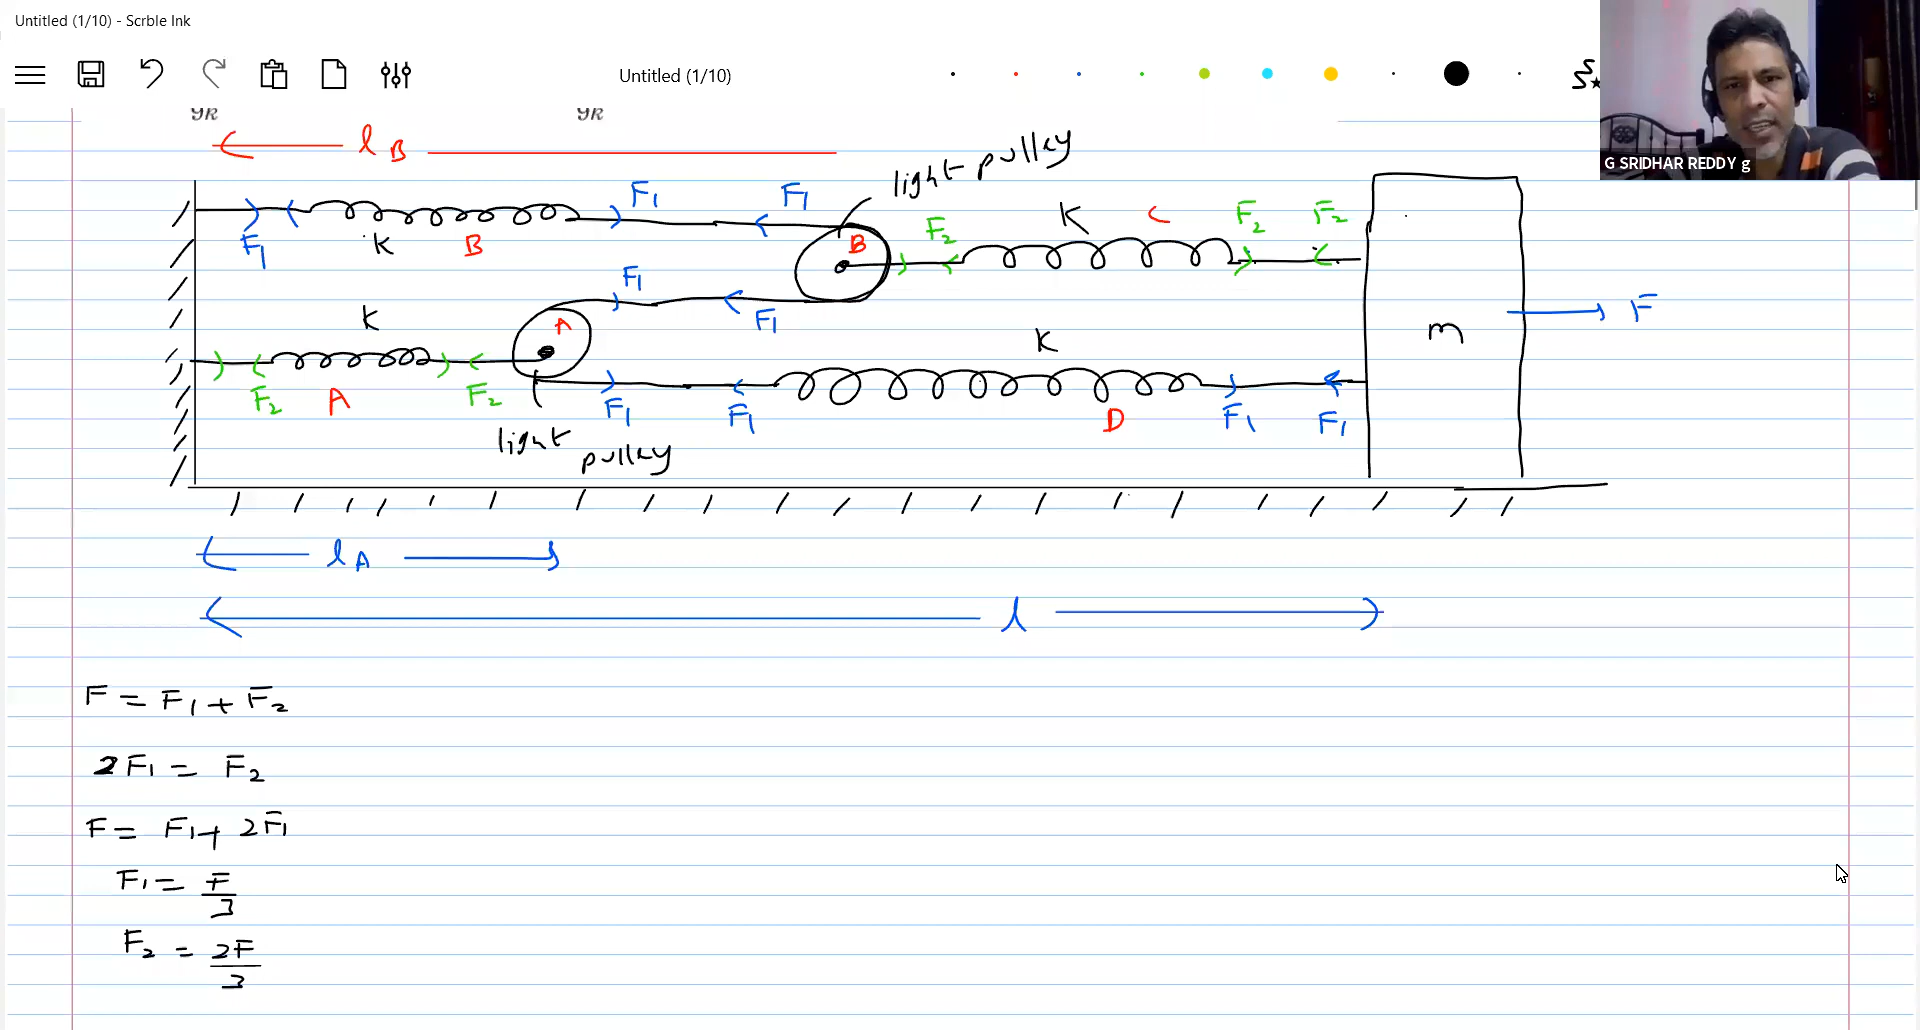 Untitled (1/10) - Scrble Ink
Untitled (1/10)
G SRIDHAR REDDY g
9k 9k
l B
light pulley
F1 F1
K C F2 F2
F1 K B
F2
B
F1
F1
K
A
K
m
F
F2 A F2
F1 F1
D
F1 F1
light pulley
l A
l
F = F1 + F2
2F1 = F2
F = F1 + 2F1
F1 = F/3
F2 = 2F/3